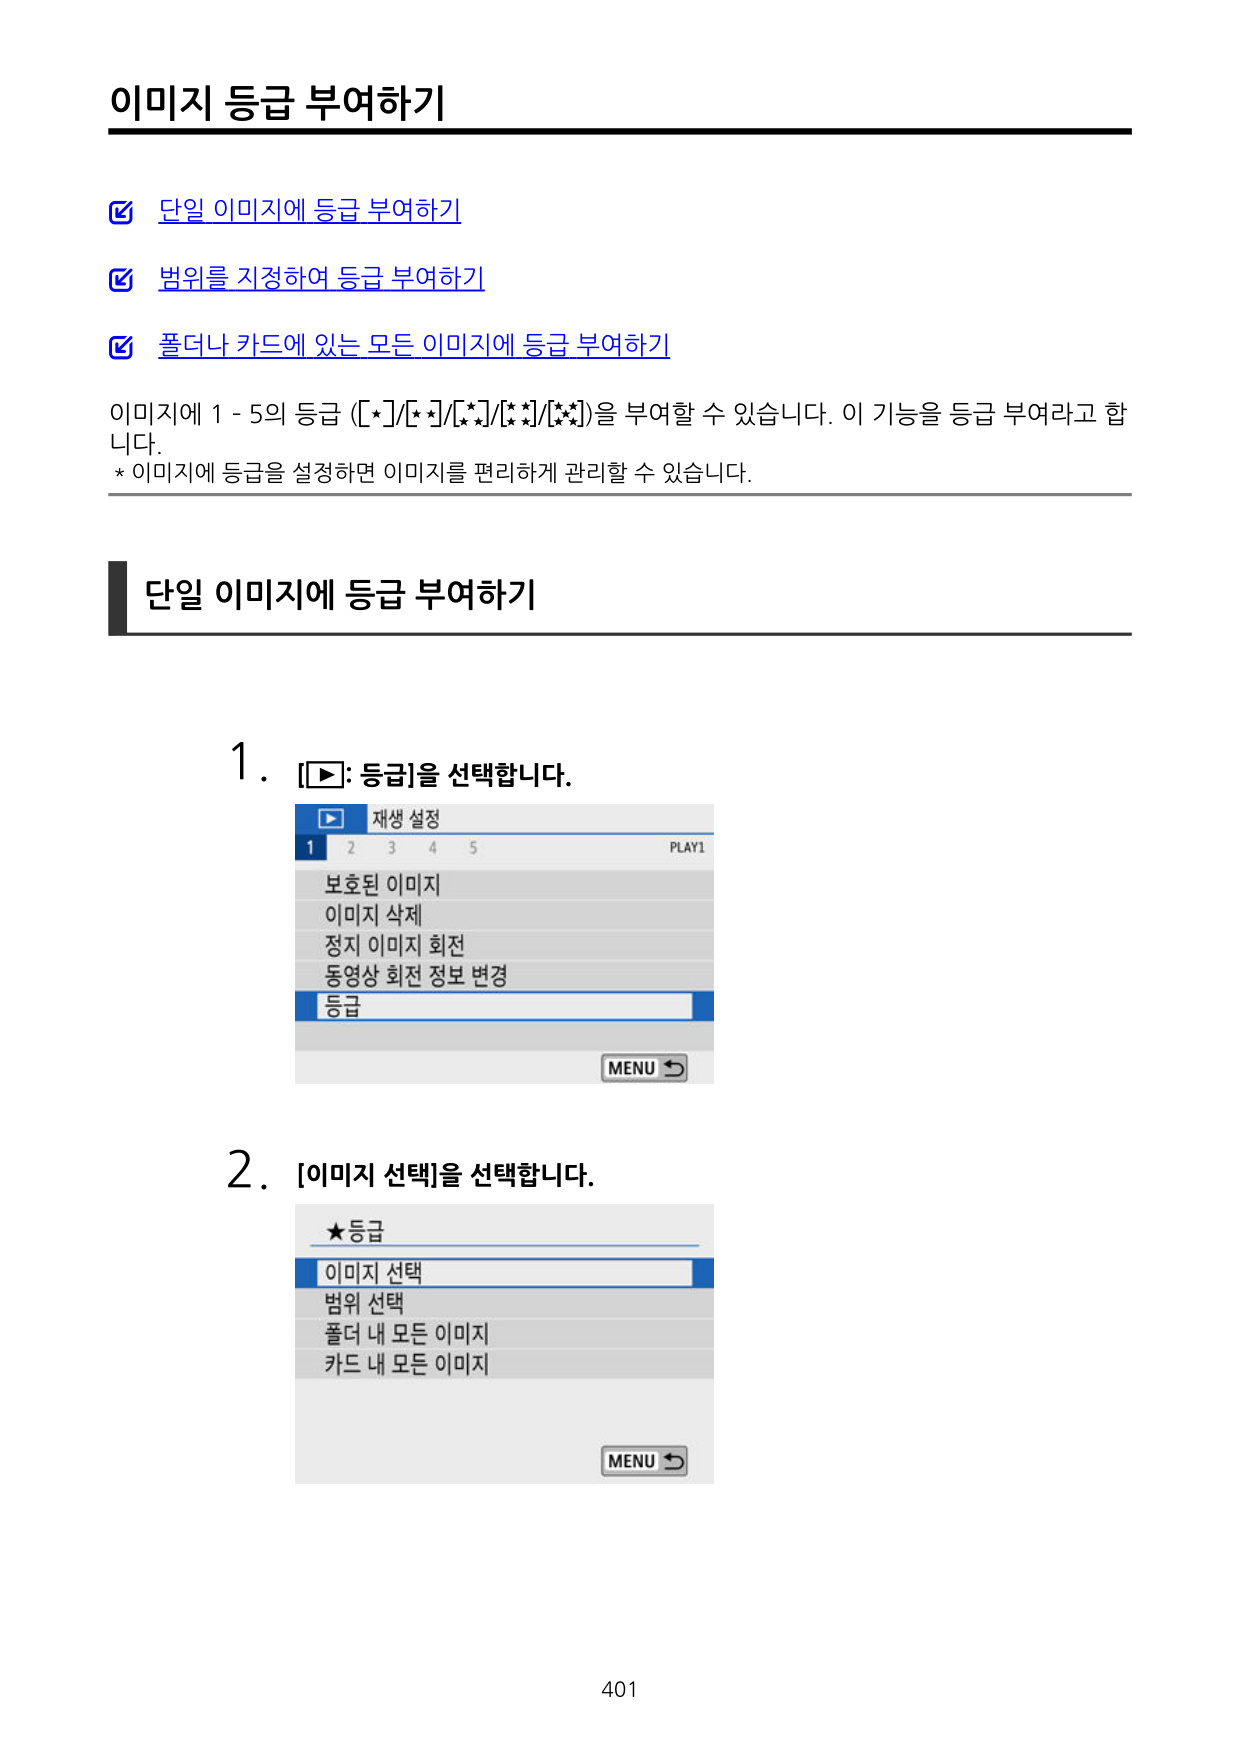 이미지 등급 부여하기
단일 이미지에 등급 부여하기
범위를 지정하여 등급 부여하기
폴더나 카드에 있는 모든 이미지에 등급 부여하기
이미지에 1 - 5의 등급 ([⋆]/[⋆⋆]/[⋆⋆⋆]/[⋆⋆⋆⋆]/[⋆⋆⋆⋆⋆])을 부여할 수 있습니다. 이 기능을 등급 부여라고 합
니다.
* 이미지에 등급을 설정하면 이미지를 편리하게 관리할 수 있습니다.
단일 이미지에 등급 부여하기
1. [▶: 등급]을 선택합니다.
재생 설정
1 2 3 4 5 PLAY1
보호된 이미지
이미지 삭제
정지 이미지 회전
동영상 회전 정보 변경
등급
MENU
2. [이미지 선택]을 선택합니다.
★등급
이미지 선택
범위 선택
폴더 내 모든 이미지
카드 내 모든 이미지
MENU
401